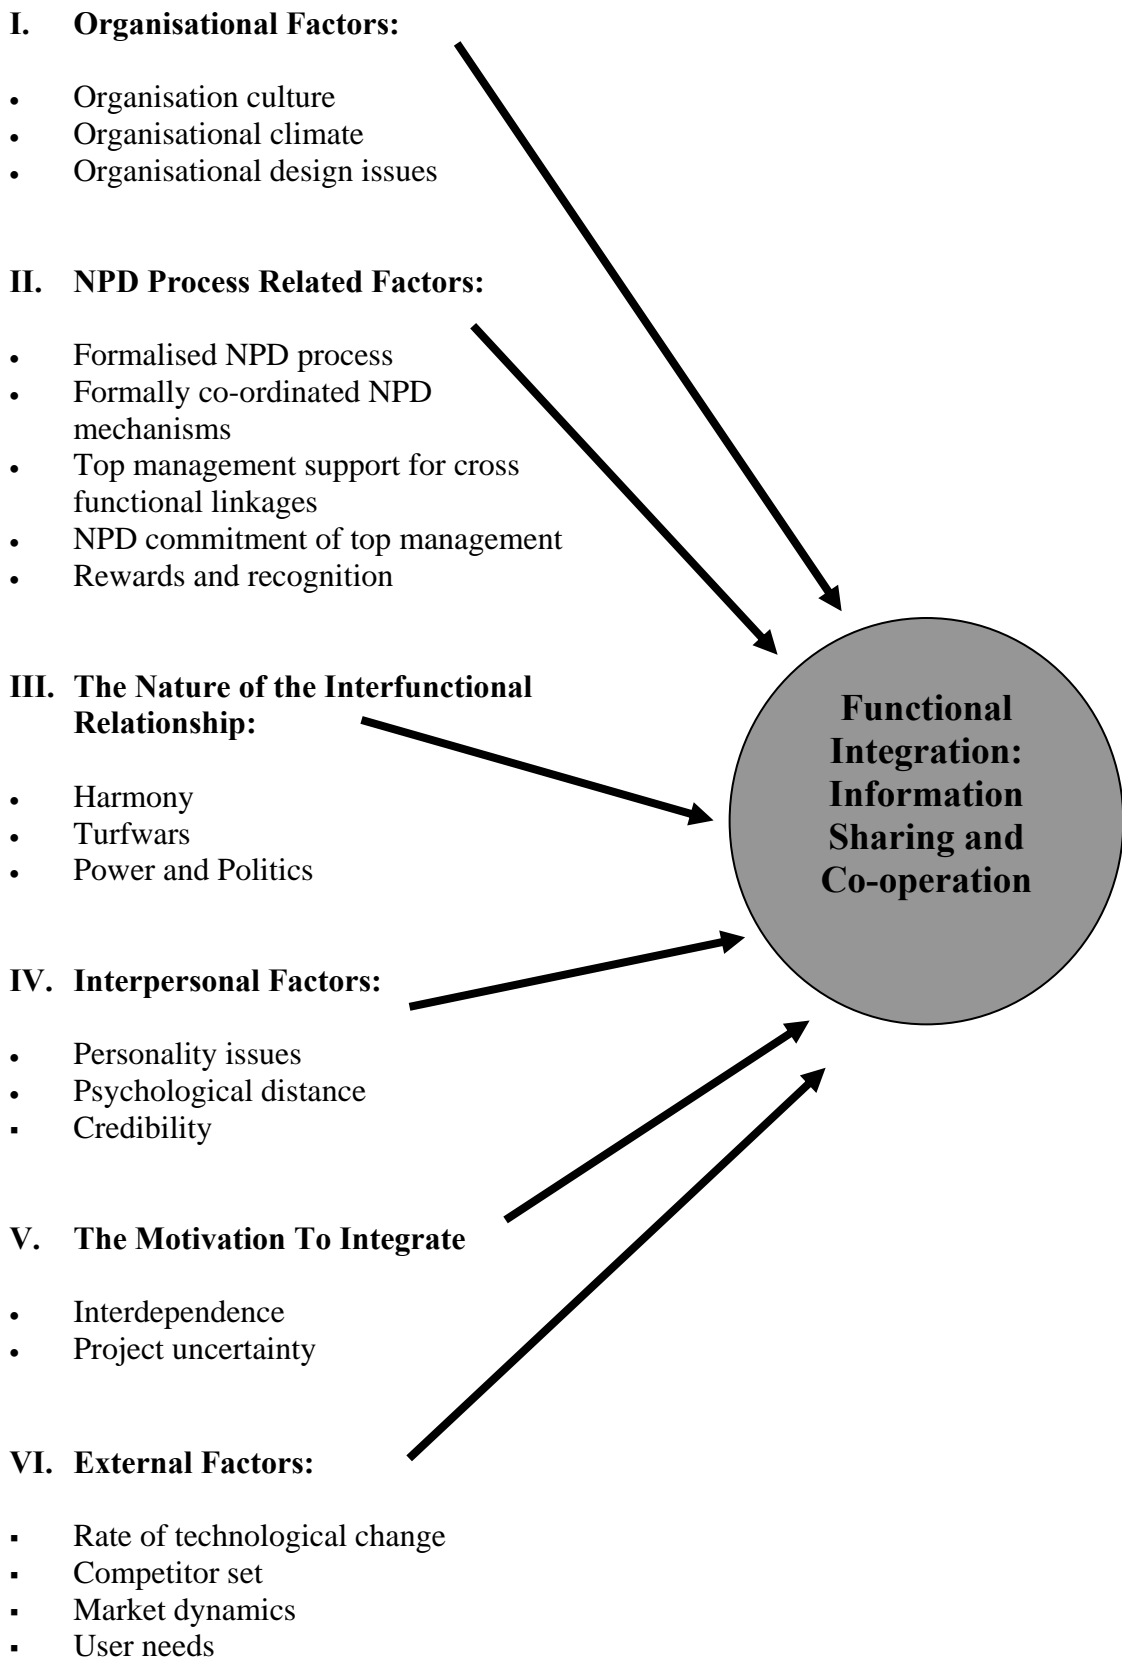 I. Organisational Factors:
• Organisation culture
• Organisational climate
• Organisational design issues
II. NPD Process Related Factors:
• Formalised NPD process
• Formally co-ordinated NPD
mechanisms
• Top management support for cross
functional linkages
• NPD commitment of top management
• Rewards and recognition
III. The Nature of the Interfunctional
Relationship:
• Harmony
• Turfwars
• Power and Politics
IV. Interpersonal Factors:
• Personality issues
• Psychological distance
▪ Credibility
V. The Motivation To Integrate
• Interdependence
• Project uncertainty
VI. External Factors:
▪ Rate of technological change
▪ Competitor set
▪ Market dynamics
▪ User needs
Functional
Integration:
Information
Sharing and
Co-operation